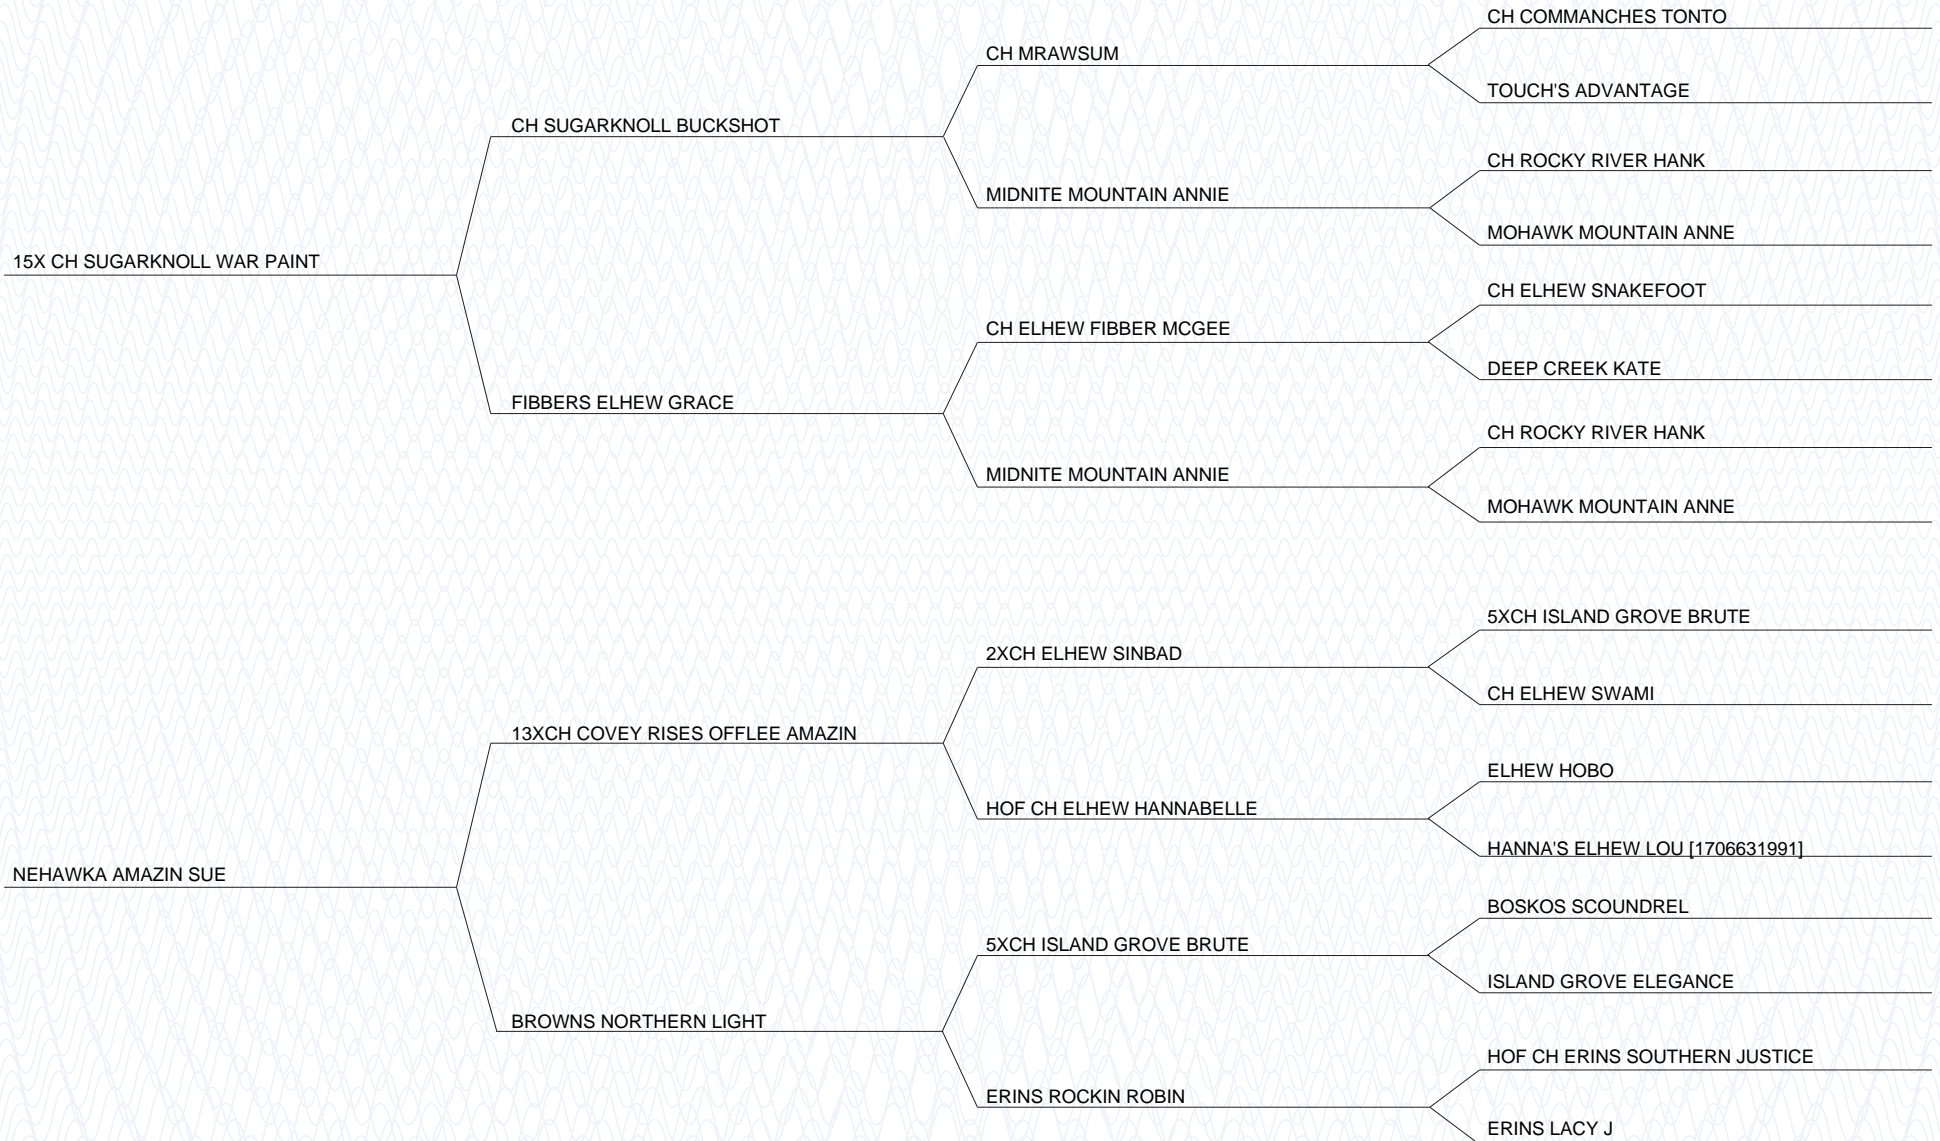 CH COMMANCHES TONTO
CH MRAWSUM
TOUCH'S ADVANTAGE
CH SUGARKNOLL BUCKSHOT
CH ROCKY RIVER HANK
MIDNITE MOUNTAIN ANNIE
MOHAWK MOUNTAIN ANNE
15X CH SUGARKNOLL WAR PAINT
CH ELHEW SNAKEFOOT
CH ELHEW FIBBER MCGEE
DEEP CREEK KATE
FIBBERS ELHEW GRACE
CH ROCKY RIVER HANK
MIDNITE MOUNTAIN ANNIE
MOHAWK MOUNTAIN ANNE
5XCH ISLAND GROVE BRUTE
2XCH ELHEW SINBAD
CH ELHEW SWAMI
13XCH COVEY RISES OFFLEE AMAZIN
ELHEW HOBO
HOF CH ELHEW HANNABELLE
HANNA'S ELHEW LOU [1706631991]
NEHAWKA AMAZIN SUE
BOSKOS SCOUNDREL
5XCH ISLAND GROVE BRUTE
ISLAND GROVE ELEGANCE
BROWNS NORTHERN LIGHT
HOF CH ERINS SOUTHERN JUSTICE
ERINS ROCKIN ROBIN
ERINS LACY J